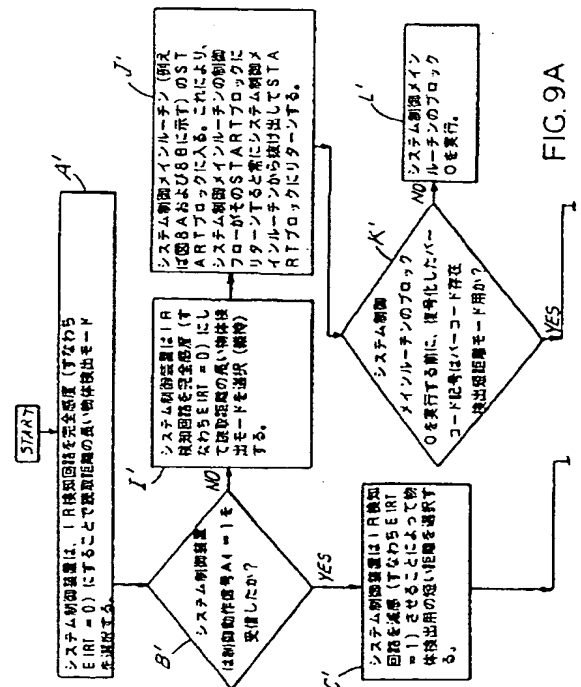 START
A'
システム制御装置は、IR検知回路を完全感度(すなわち
EIRT=0)にすることで読取距離の長い物体検出モード
を選択する。
B'
システム制御装置
は制御動作信号A4=1を
受信したか?
NO
YES
C'
システム制御装置はIR検知
回路を減感(すなわちEIRT
=1)させることによって物
体検出用の短い距離を選択す
る。
I'
システム制御装置はIR
検知回路を完全感度(す
なわちEIRT=0)にし
て読取距離の長い物体検
出モードを選択(維持)
する。
J'
システム制御メインルーチン(例え
ば図8Aおよび8Bに示す)のST
ARTブロックに入る。これにより、
システム制御メインルーチンの制御
フローがそのSTARTブロックに
リターンすると常にシステム制御メ
インルーチンから抜け出してSTA
RTブロックにリターンする。
K'
システム制御
メインルーチンのブロック
Oを実行する前に、復号化したバー
コード記号はバーコード存在
検出短距離モード用か?
NO
YES
L'
システム制御メイン
ルーチンのブロック
Oを実行。
FIG. 9A